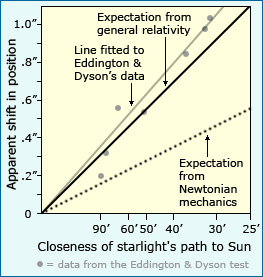 Apparent shift in position
1.0″
.8″
.6″
.4″
.2″
0
Expectation from
general relativity
Line fitted to
Eddington &
Dyson's data
Expectation
from
Newtonian
mechanics
90′ 60′ 50′ 40′ 30′ 25′
Closeness of starlight's path to Sun
= data from the Eddington & Dyson test